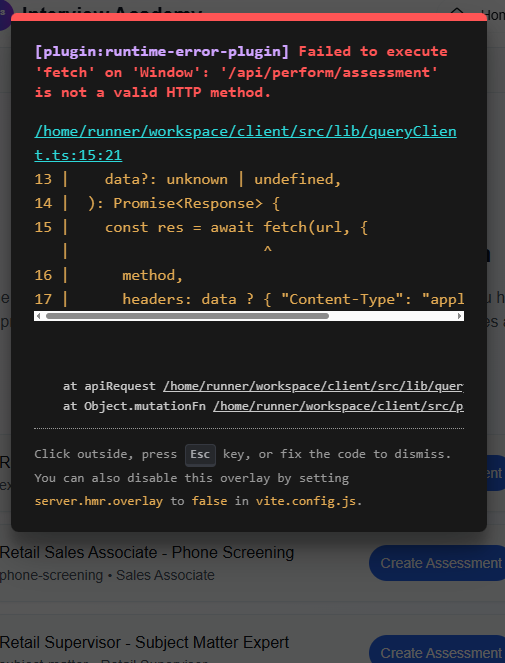 Interview Academy
Hom
[plugin:runtime-error-plugin] Failed to execute
'fetch' on 'Window': '/api/perform/assessment'
is not a valid HTTP method.
/home/runner/workspace/client/src/lib/queryClien
t.ts:15:21
13 |    data?: unknown | undefined,
14 |  ): Promise<Response> {
15 |    const res = await fetch(url, {
   |                      ^
16 |      method,
17 |      headers: data ? { "Content-Type": "appl
at apiRequest /home/runner/workspace/client/src/lib/quer
at Object.mutationFn /home/runner/workspace/client/src/p
Click outside, press Esc key, or fix the code to dismiss.
You can also disable this overlay by setting
server.hmr.overlay to false in vite.config.js.
Retail Sales Associate - Phone Screening
phone-screening • Sales Associate
Create Assessment
Retail Supervisor - Subject Matter Expert
Create Assessment